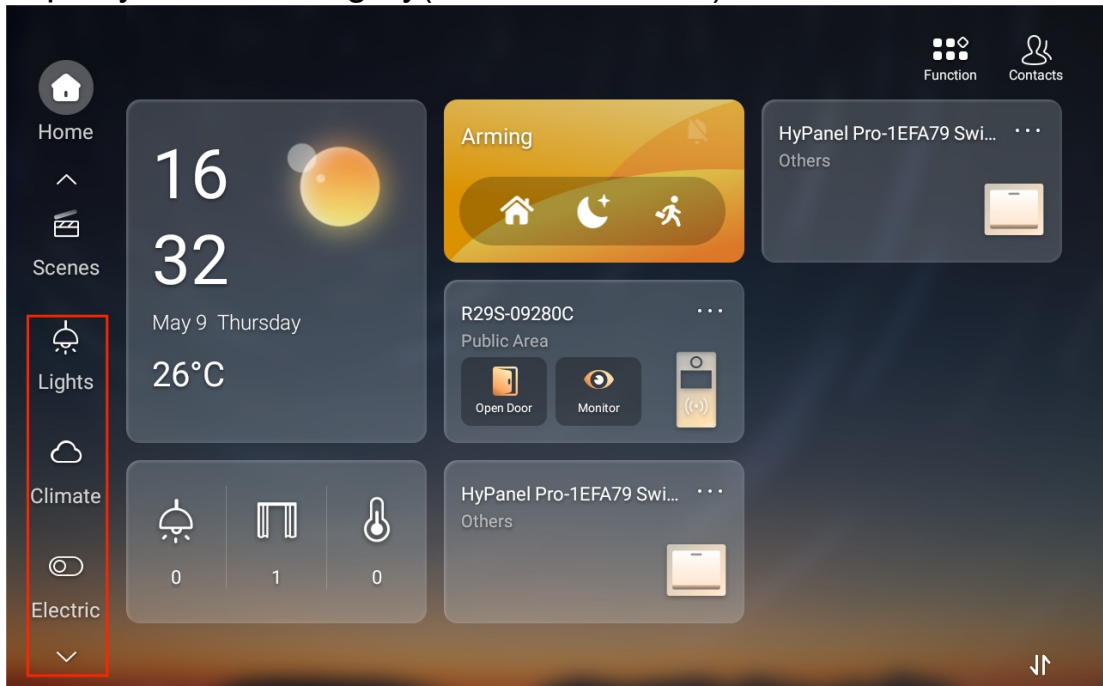 Function
Contacts
Home
Scenes
Lights
Climate
Electric
16
32
May 9 Thursday
26°C
0
1
0
Arming
R29S-09280C
Public Area
Open Door
Monitor
HyPanel Pro-1EFA79 Swi...
Others
HyPanel Pro-1EFA79 Swi...
Others